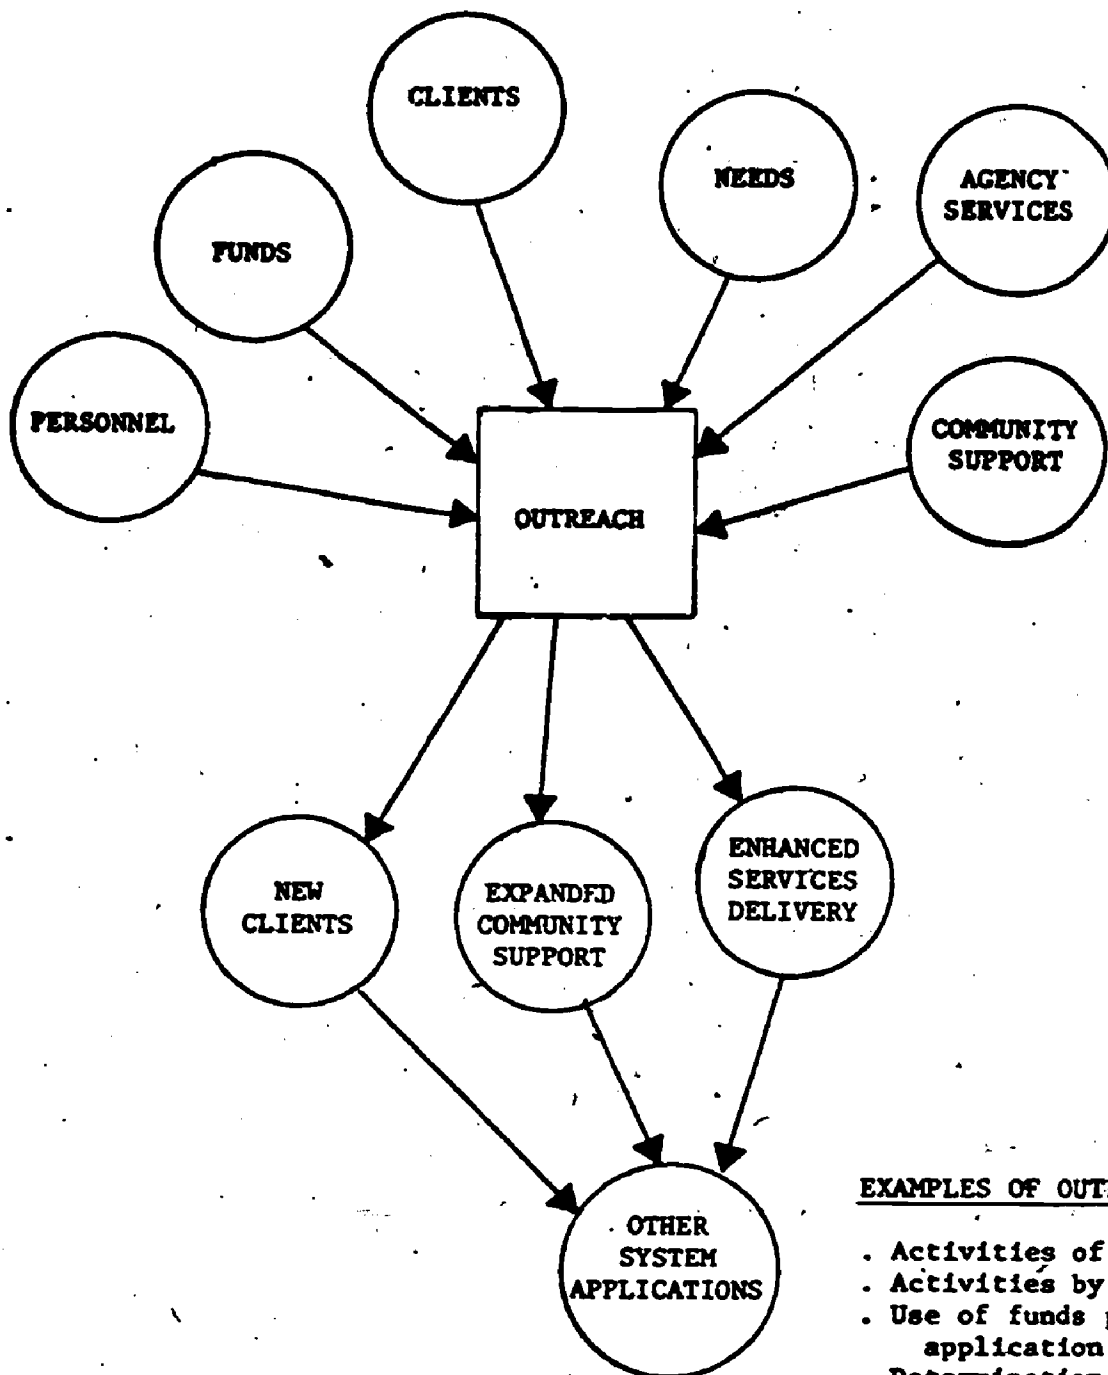 CLIENTS
NEEDS
AGENCY
SERVICES
FUNDS
PERSONNEL
COMMUNITY
SUPPORT
OUTREACH
NEW
CLIENTS
EXPANDED
COMMUNITY
SUPPORT
ENHANCED
SERVICES
DELIVERY
OTHER
SYSTEM
APPLICATIONS
EXAMPLES OF
. Activities of
. Activities by
. Use of funds
application